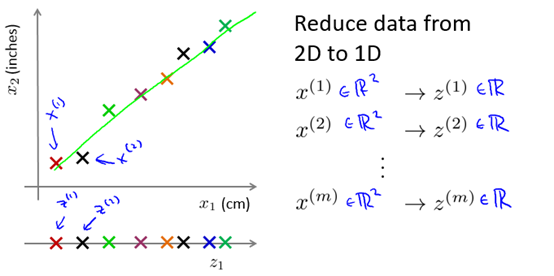 Reduce data from
2D to 1D
x₂ (inches)
x⁽¹⁾
x⁽²⁾
x₁ (cm)
z⁽¹⁾ z⁽²⁾
z₁
x⁽¹⁾ ∈ ℝ² → z⁽¹⁾ ∈ ℝ
x⁽²⁾ ∈ ℝ² → z⁽²⁾ ∈ ℝ
⋮
x⁽ᵐ⁾ ∈ ℝ² → z⁽ᵐ⁾ ∈ ℝ